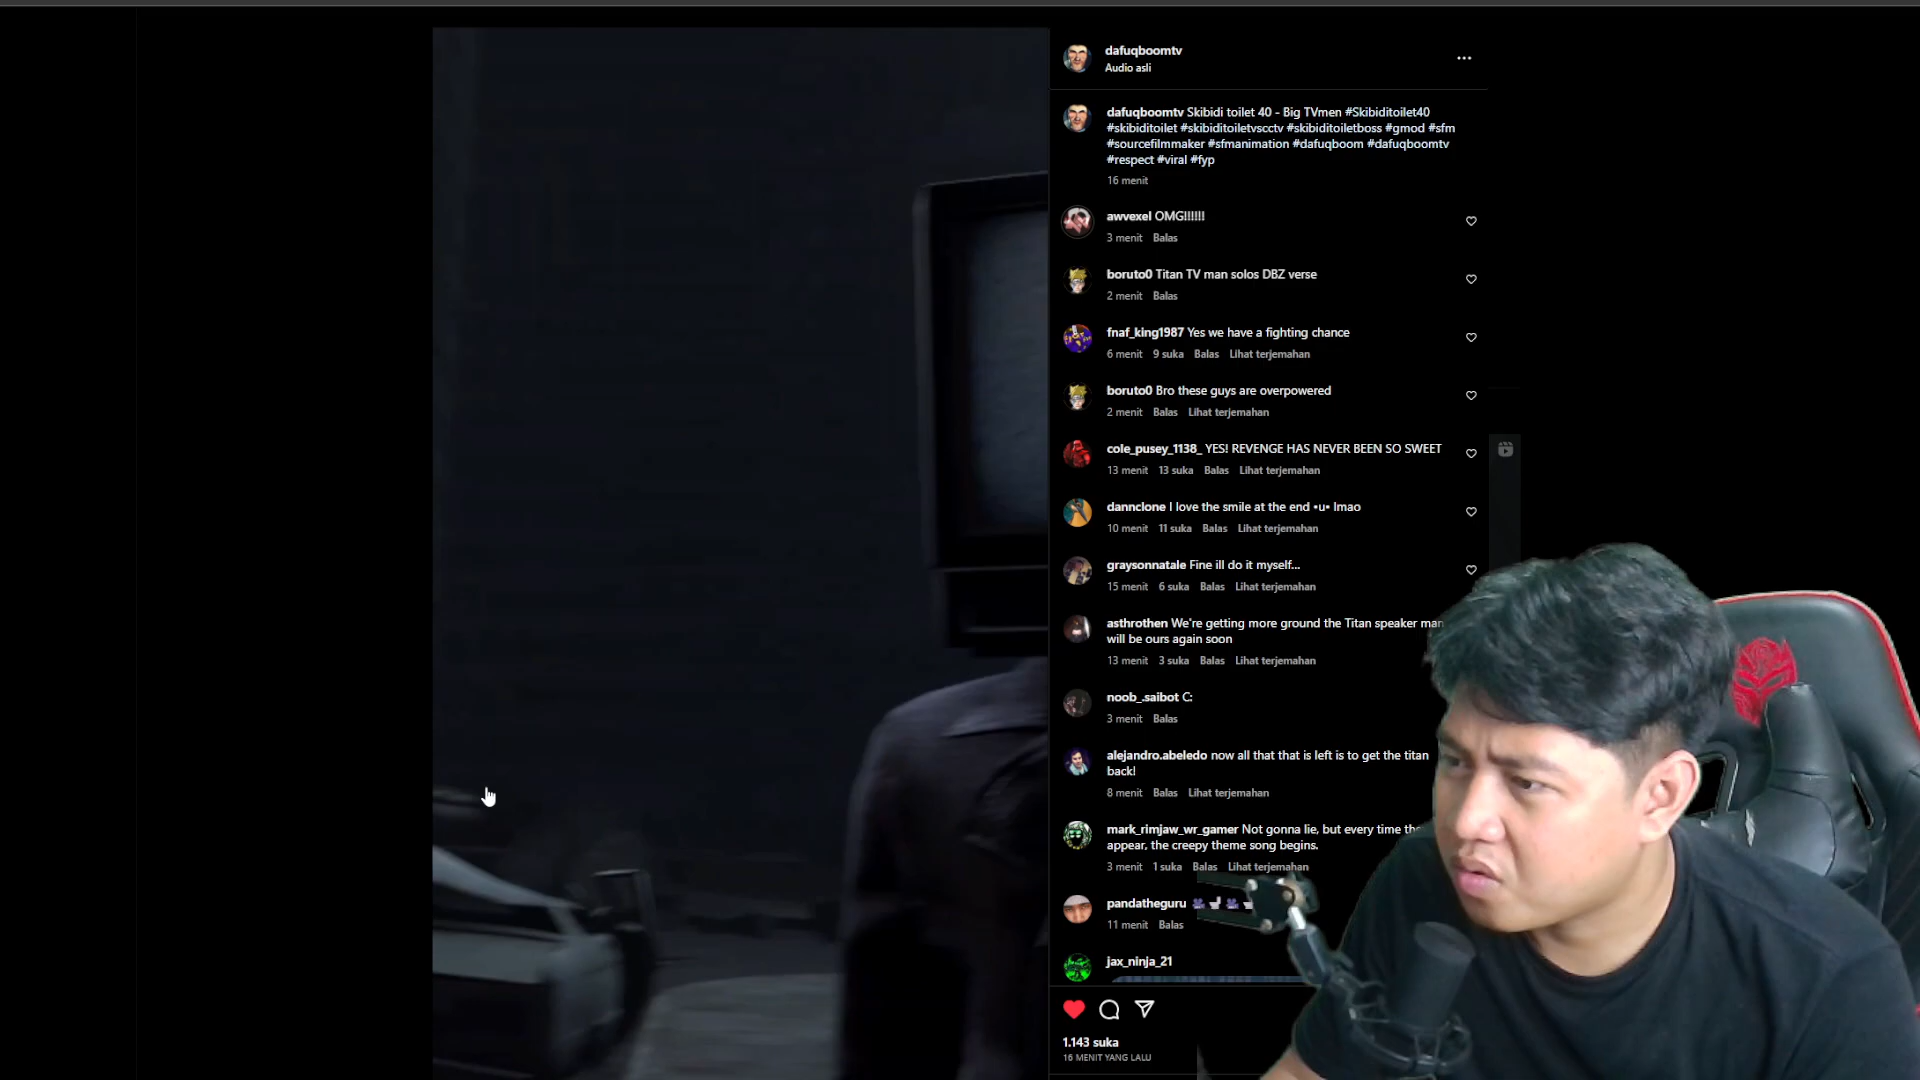 dafuqboomtv
Audio asli
dafuqboomtv Skibidi toilet 40 - Big TVmen #Skibiditoilet40
#skibiditoilet #skibiditoiletvscctv #skibiditoiletboss #gmod #sfm
#sourcefilmmaker #sfmanimation #dafuqboom #dafuqboomtv
#respect #viral #fyp
16 menit
awvexel OMG!!!!!!
3 menit Balas
boruto0 Titan TV man solos DBZ verse
2 menit Balas
fnaf_king1987 Yes we have a fighting chance
6 menit 9 suka Balas Lihat terjemahan
boruto0 Bro these guys are overpowered
2 menit Balas Lihat terjemahan
cole_pusey_1138_ YES! REVENGE HAS NEVER BEEN SO SWEET
13 menit 13 suka Balas Lihat terjemahan
dannclone I love the smile at the end •u• lmao
10 menit 11 suka Balas Lihat terjemahan
graysonnatale Fine ill do it myself...
15 menit 6 suka Balas Lihat terjemahan
asthrothen We're getting more ground the Titan speaker man
will be ours again soon
13 menit 3 suka Balas Lihat terjemahan
noob_.saibot C:
3 menit Balas
alejandro.abeledo now all that that is left is to get the titan
back!
8 menit Balas Lihat terjemahan
mark_rimjaw_wr_gamer Not gonna lie, but every time
appear, the creepy theme song begins.
3 menit 1 suka Balas Lihat terjemahan
pandatheguru
11 menit Balas
jax_ninja_21
1.143 suka
16 MENIT YANG LALU